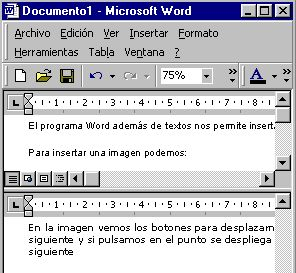 Documento1 - Microsoft Word
Archivo Edición Ver Insertar Formato
Herramientas Tabla Ventana ?
75% » A »
L 1 2 3 4 5 6 7 8
El programa Word además de textos nos permite
Para insertar una imagen podemos:
L 1 2 3 4 5 6 7 8
En la imagen vemos los botones para
siguiente y si pulsamos en el punto se despliega
siguiente